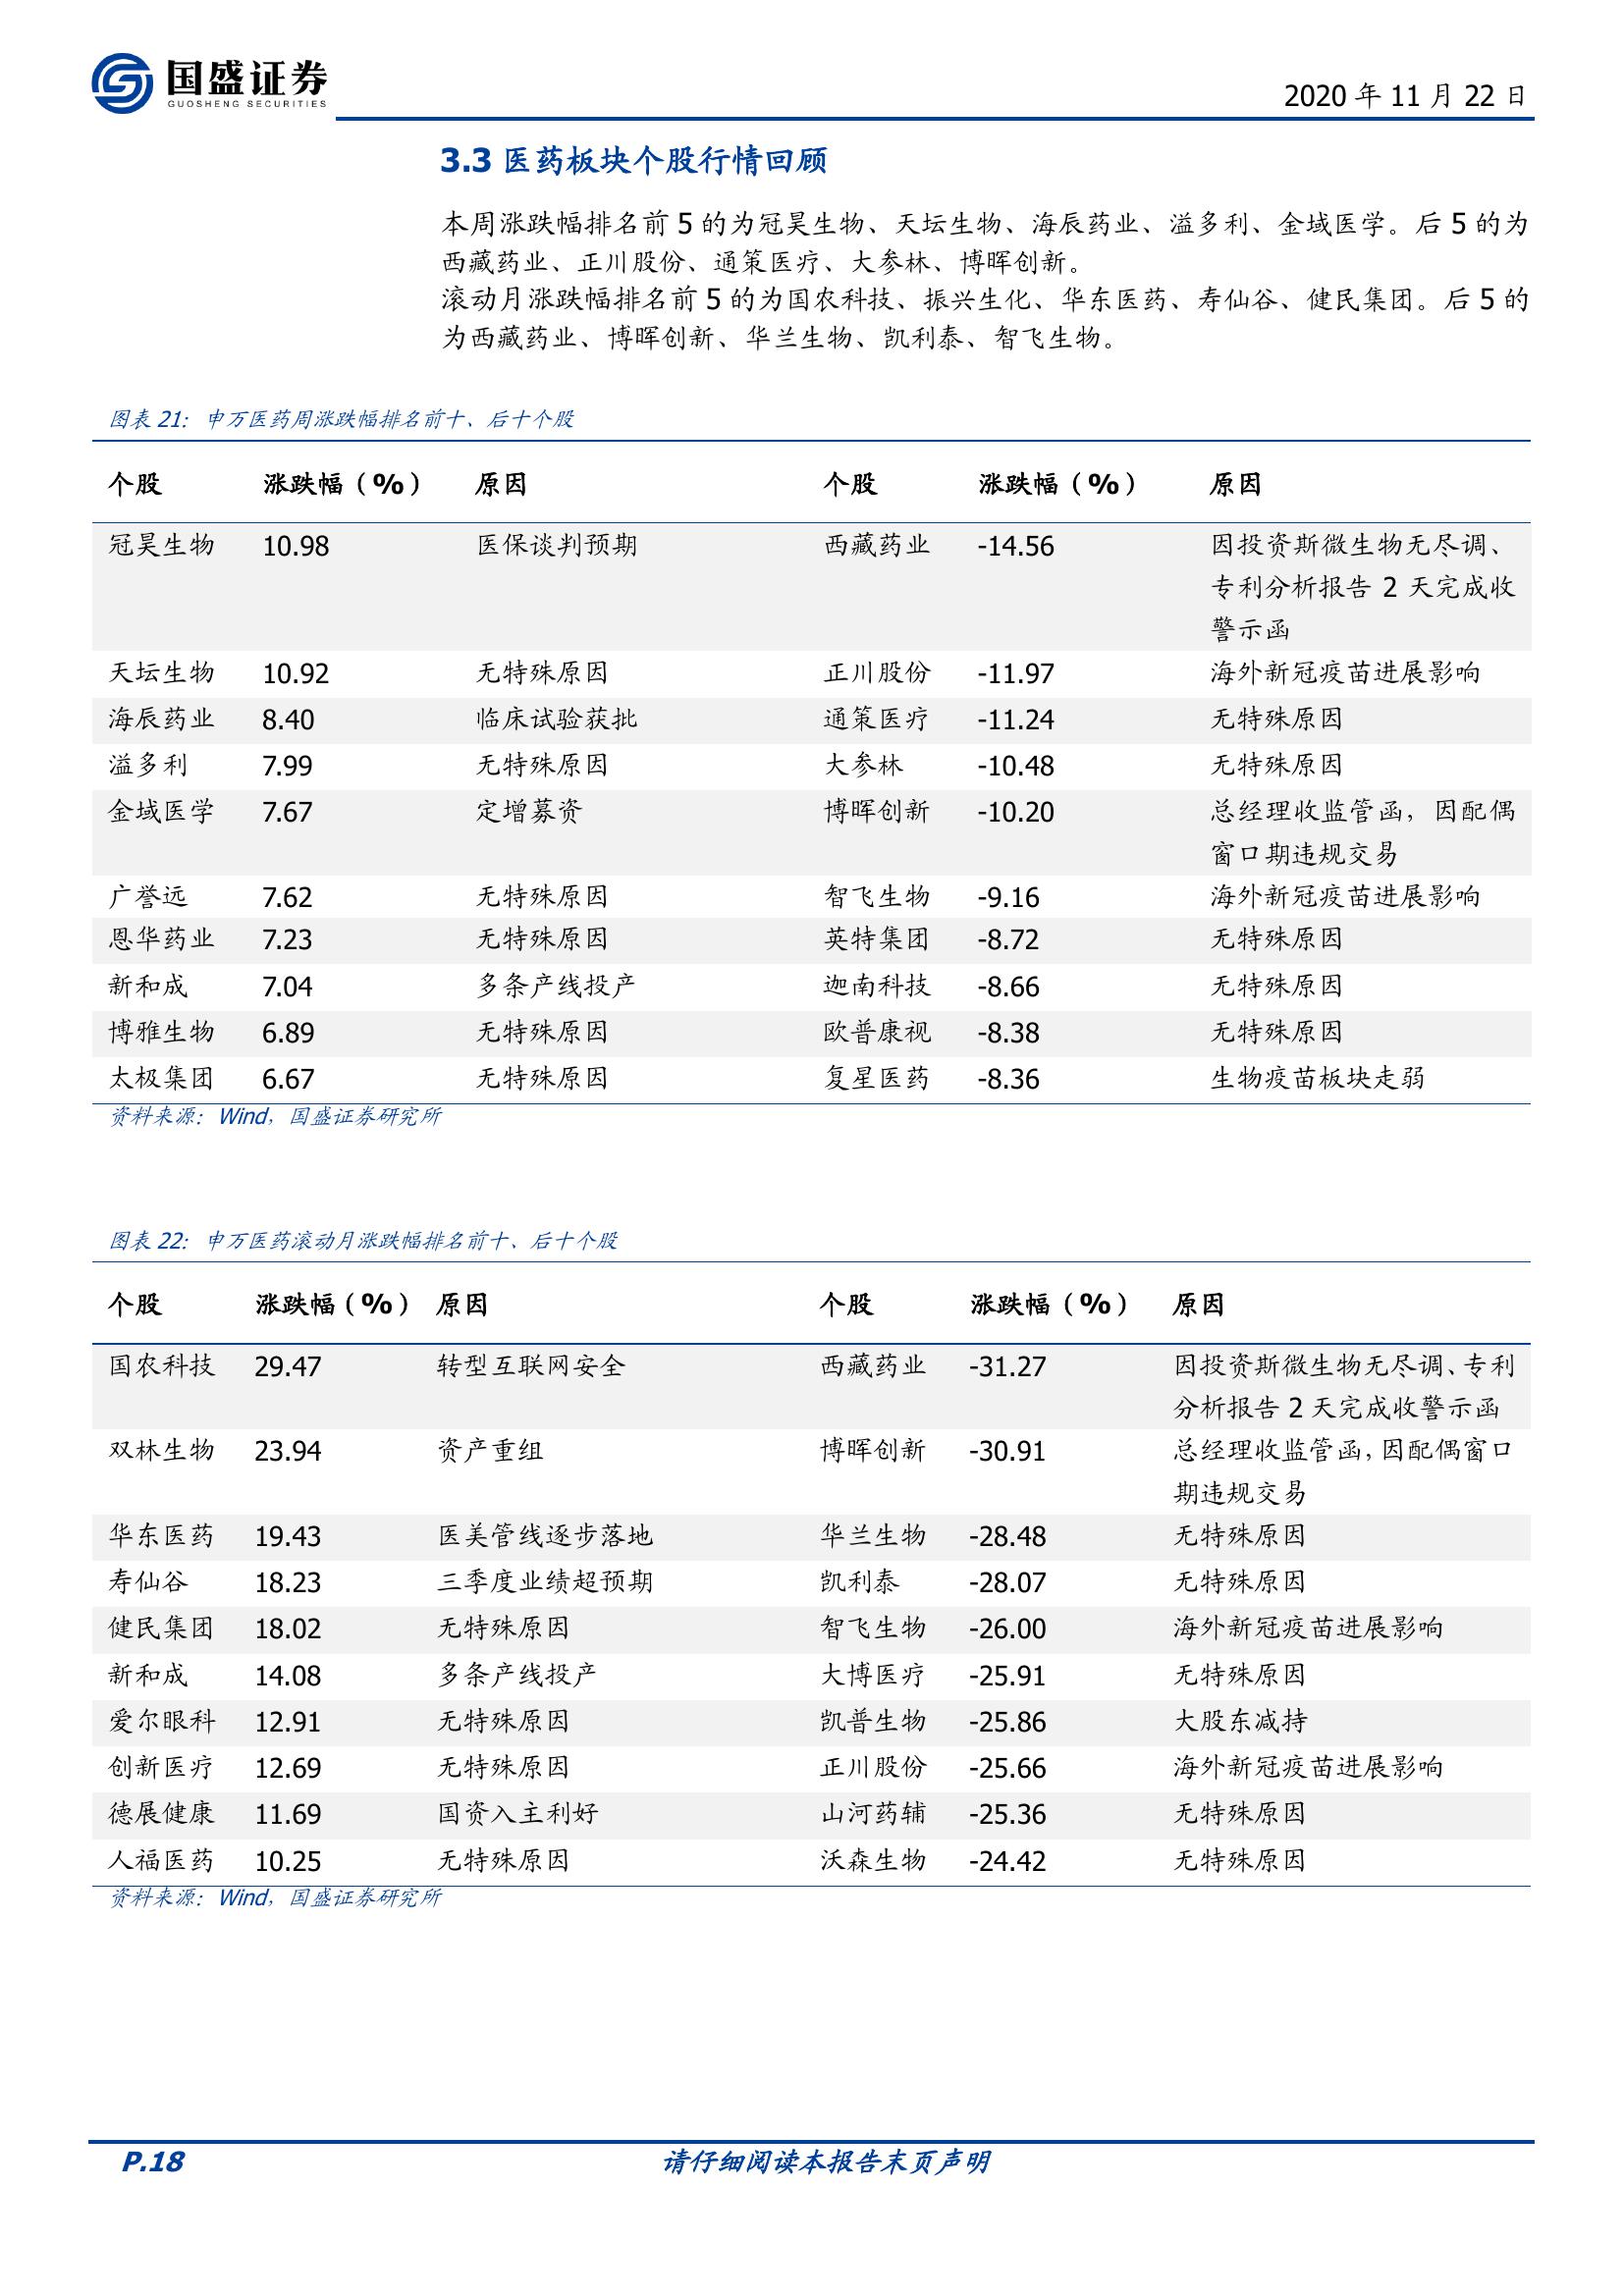 国盛证券
GUOSHENG SECURITIES
2020 年 11 月 22 日
3.3 医药板块个股行情回顾
本周涨跌幅排名前 5 的为冠昊生物、天坛生物、海辰药业、溢多利、金域医学。后 5 的为
西藏药业、正川股份、通策医疗、大参林、博晖创新。
滚动月涨跌幅排名前 5 的为国农科技、振兴生化、华东医药、寿仙谷、健民集团。后 5 的
为西藏药业、博晖创新、华兰生物、凯利泰、智飞生物。
图表 21: 申万医药周涨跌幅排名前十、后十个股
个股 涨跌幅（%） 原因 个股 涨跌幅（%） 原因
冠昊生物 10.98 医保谈判预期 西藏药业 -14.56 因投资斯微生物无尽调、
专利分析报告 2 天完成收
警示函
天坛生物 10.92 无特殊原因 正川股份 -11.97 海外新冠疫苗进展影响
海辰药业 8.40 临床试验获批 通策医疗 -11.24 无特殊原因
溢多利 7.99 无特殊原因 大参林 -10.48 无特殊原因
金域医学 7.67 定增募资 博晖创新 -10.20 总经理收监管函，因配偶
窗口期违规交易
广誉远 7.62 无特殊原因 智飞生物 -9.16 海外新冠疫苗进展影响
恩华药业 7.23 无特殊原因 英特集团 -8.72 无特殊原因
新和成 7.04 多条产线投产 迦南科技 -8.66 无特殊原因
博雅生物 6.89 无特殊原因 欧普康视 -8.38 无特殊原因
太极集团 6.67 无特殊原因 复星医药 -8.36 生物疫苗板块走弱
资料来源：Wind，国盛证券研究所
图表 22: 申万医药滚动月涨跌幅排名前十、后十个股
个股 涨跌幅（%） 原因 个股 涨跌幅（%） 原因
国农科技 29.47 转型互联网安全 西藏药业 -31.27 因投资斯微生物无尽调、专利
分析报告 2 天完成收警示函
双林生物 23.94 资产重组 博晖创新 -30.91 总经理收监管函，因配偶窗口
期违规交易
华东医药 19.43 医美管线逐步落地 华兰生物 -28.48 无特殊原因
寿仙谷 18.23 三季度业绩超预期 凯利泰 -28.07 无特殊原因
健民集团 18.02 无特殊原因 智飞生物 -26.00 海外新冠疫苗进展影响
新和成 14.08 多条产线投产 大博医疗 -25.91 无特殊原因
爱尔眼科 12.91 无特殊原因 凯普生物 -25.86 大股东减持
创新医疗 12.69 无特殊原因 正川股份 -25.66 海外新冠疫苗进展影响
德展健康 11.69 国资入主利好 山河药辅 -25.36 无特殊原因
人福医药 10.25 无特殊原因 沃森生物 -24.42 无特殊原因
资料来源：Wind，国盛证券研究所
P.18 请仔细阅读本报告末页声明